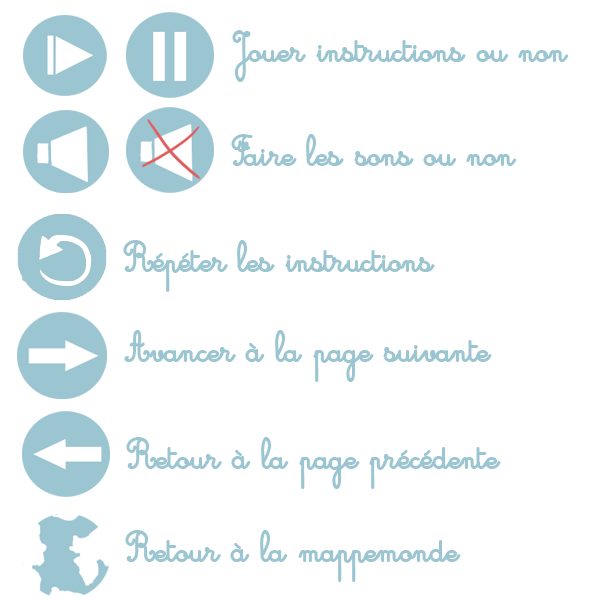 Jouer instructions ou non
Faire les sons ou non
Répéter les instructions
Avancer à la page suivante
Retour à la page précédente
Retour à la mappemonde